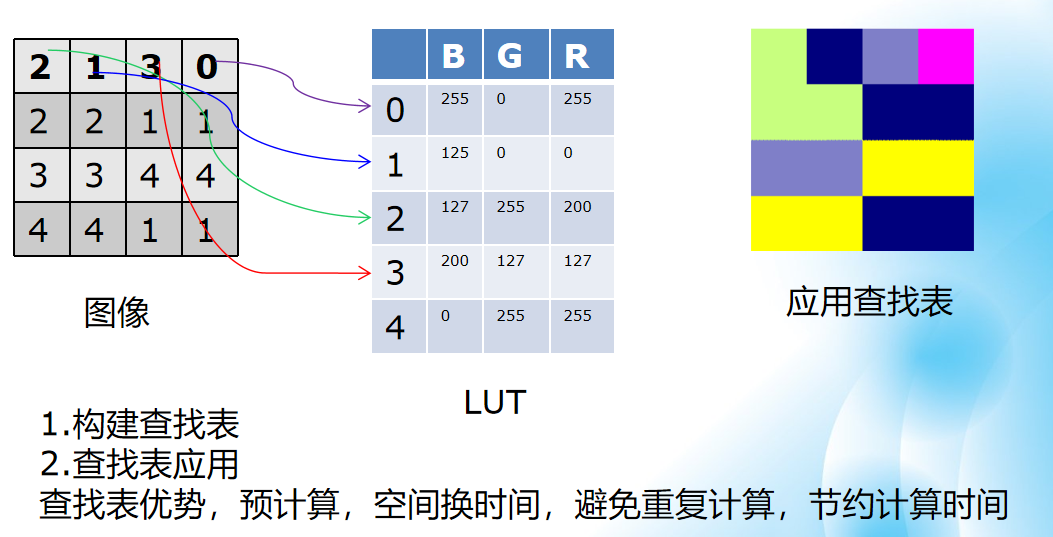 2 1 3 0
2 2 1 1
3 3 4 4
4 4 1 1
图像
B G R
0 255 0 255
1 125 0 0
2 127 255 200
3 200 127 127
4 0 255 255
LUT
应用查找表
1.构建查找表
2.查找表应用
查找表优势，预计算，空间换时间，避免重复计算，节约计算时间